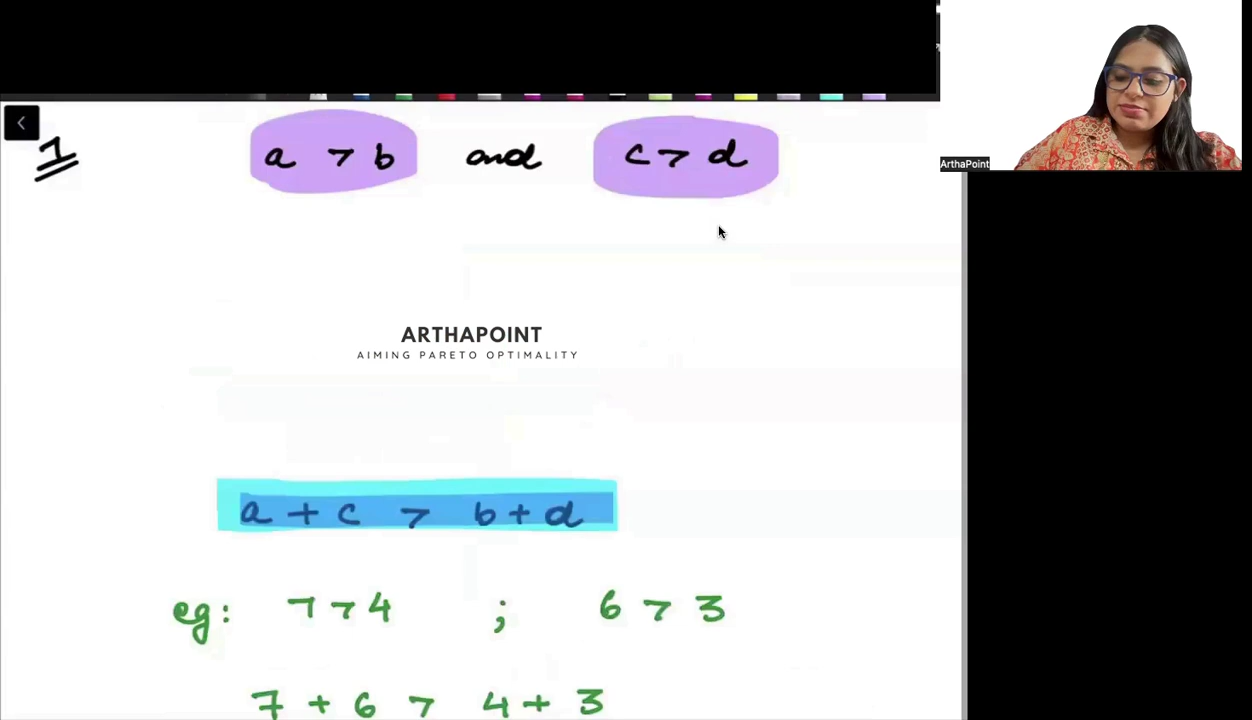 1 a > b and c > d
ArthaPoint
ARTHAPOINT
AIMING PARETO OPTIMALITY
a + c > b + d
eg: 7 > 4 ; 6 > 3
7 + 6 > 4 + 3